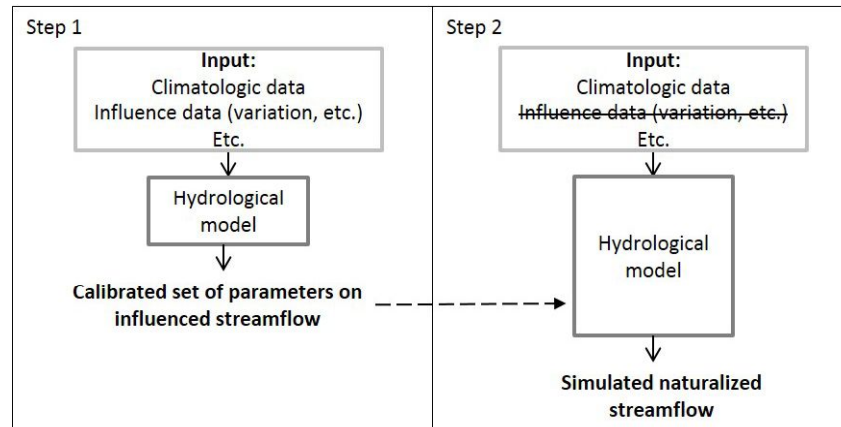 Step 1
Input:
Climatologic data
Influence data (variation, etc.)
Etc.
Hydrological
model
Calibrated set of parameters on
influenced streamflow
Step 2
Input:
Climatologic data
Influence data (variation, etc.)
Etc.
Hydrological
model
Simulated naturalized
streamflow